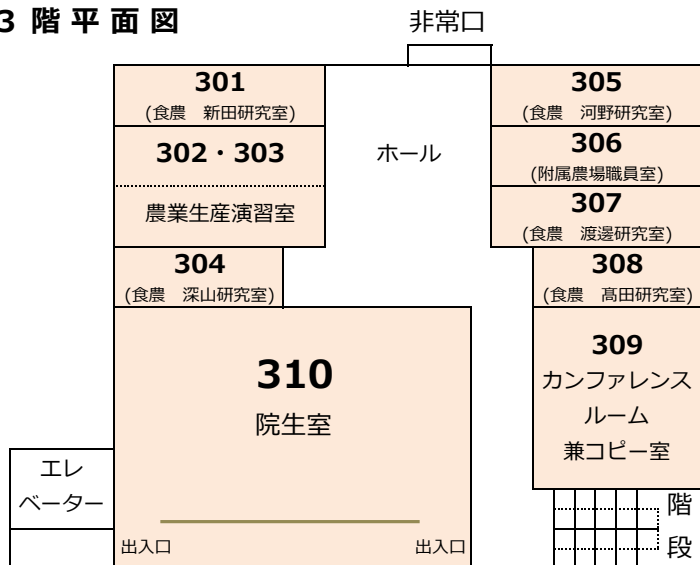 3 階 平 面 図
非常口
301
(食農　新田研究室)
302・303
農業生産演習室
304
(食農　深山研究室)
ホール
305
(食農　河野研究室)
306
(附属農場職員室)
307
(食農　渡邊研究室)
308
(食農　髙田研究室)
309
カンファレンス
ルーム
兼コピー室
310
院生室
エレ
ベーター
出入口
出入口
階
段